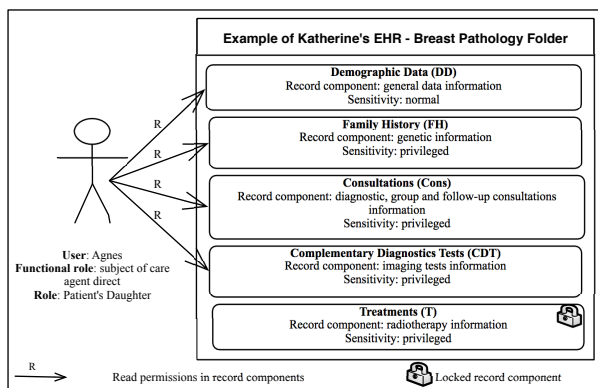 Example of Katherine's EHR - Breast Pathology Folder
Demographic Data (DD)
Record component: general data information
Sensitivity: normal
R
Family History (FH)
Record component: genetic information
Sensitivity: privileged
R
R
Consultations (Cons)
Record component: diagnostic, group and follow-up consultations
information
Sensitivity: privileged
R
User: Agnes
Functional role: subject of care
agent direct
Role: Patient's Daughter
Complementary Diagnostics Tests (CDT)
Record component: imaging tests information
Sensitivity: privileged
Treatments (T)
Record component: radiotherapy information
Sensitivity: privileged
R
Read permissions in record components
Locked record component